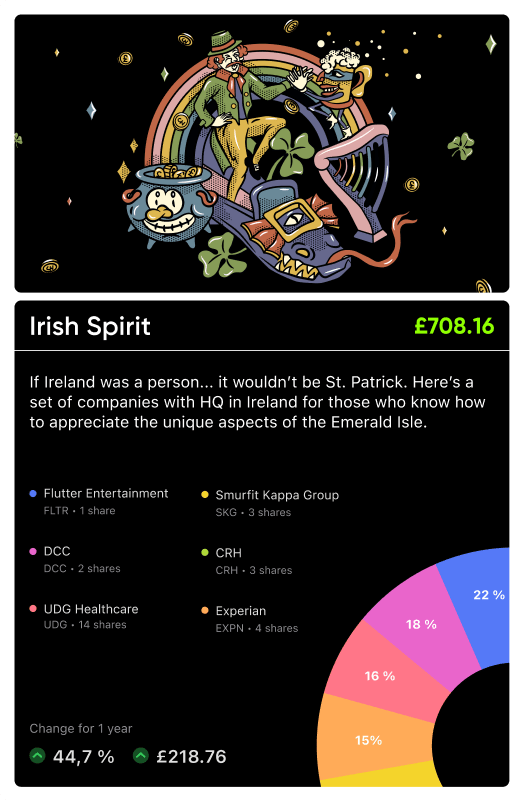 Irish Spirit
£708.16
If Ireland was a person... it wouldn't be St. Patrick. Here's a
set of companies with HQ in Ireland for those who know how
to appreciate the unique aspects of the Emerald Isle.
Flutter Entertainment
FLTR • 1 share
Smurfit Kappa Group
SKG • 3 shares
DCC
DCC • 2 shares
CRH
CRH • 3 shares
UDG Healthcare
UDG • 14 shares
Experian
EXPN • 4 shares
22 %
18 %
16 %
15%
Change for 1 year
44,7 %
£218.76